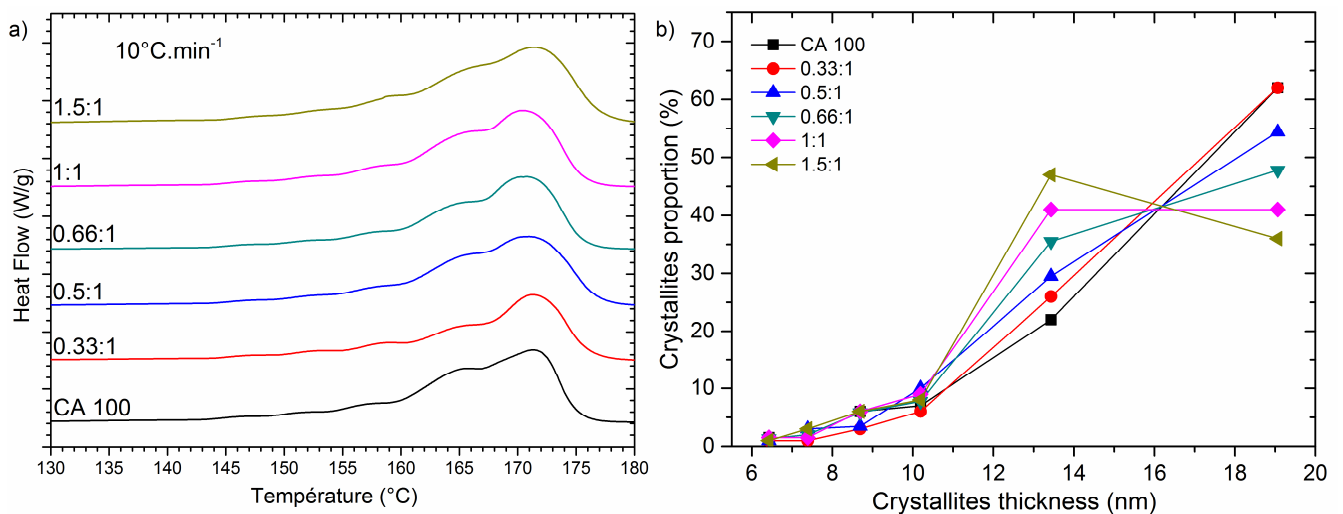 a)
10°C.min⁻¹
1.5:1
1:1
0.66:1
0.5:1
0.33:1
CA 100
Heat Flow (W/g)
130 135 140 145 150 155 160 165 170 175 180
Température (°C)
b)
CA 100
0.33:1
0.5:1
0.66:1
1:1
1.5:1
70
60
50
40
30
20
10
0
Crystallites proportion (%)
6 8 10 12 14 16 18 20
Crystallites thickness (nm)